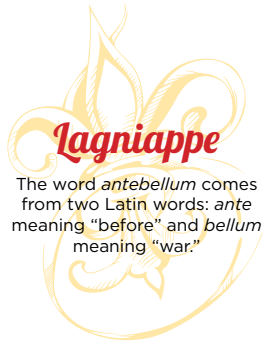 Lagniappe
The word antebellum comes
from two Latin words: ante
meaning “before” and bellum
meaning “war.”